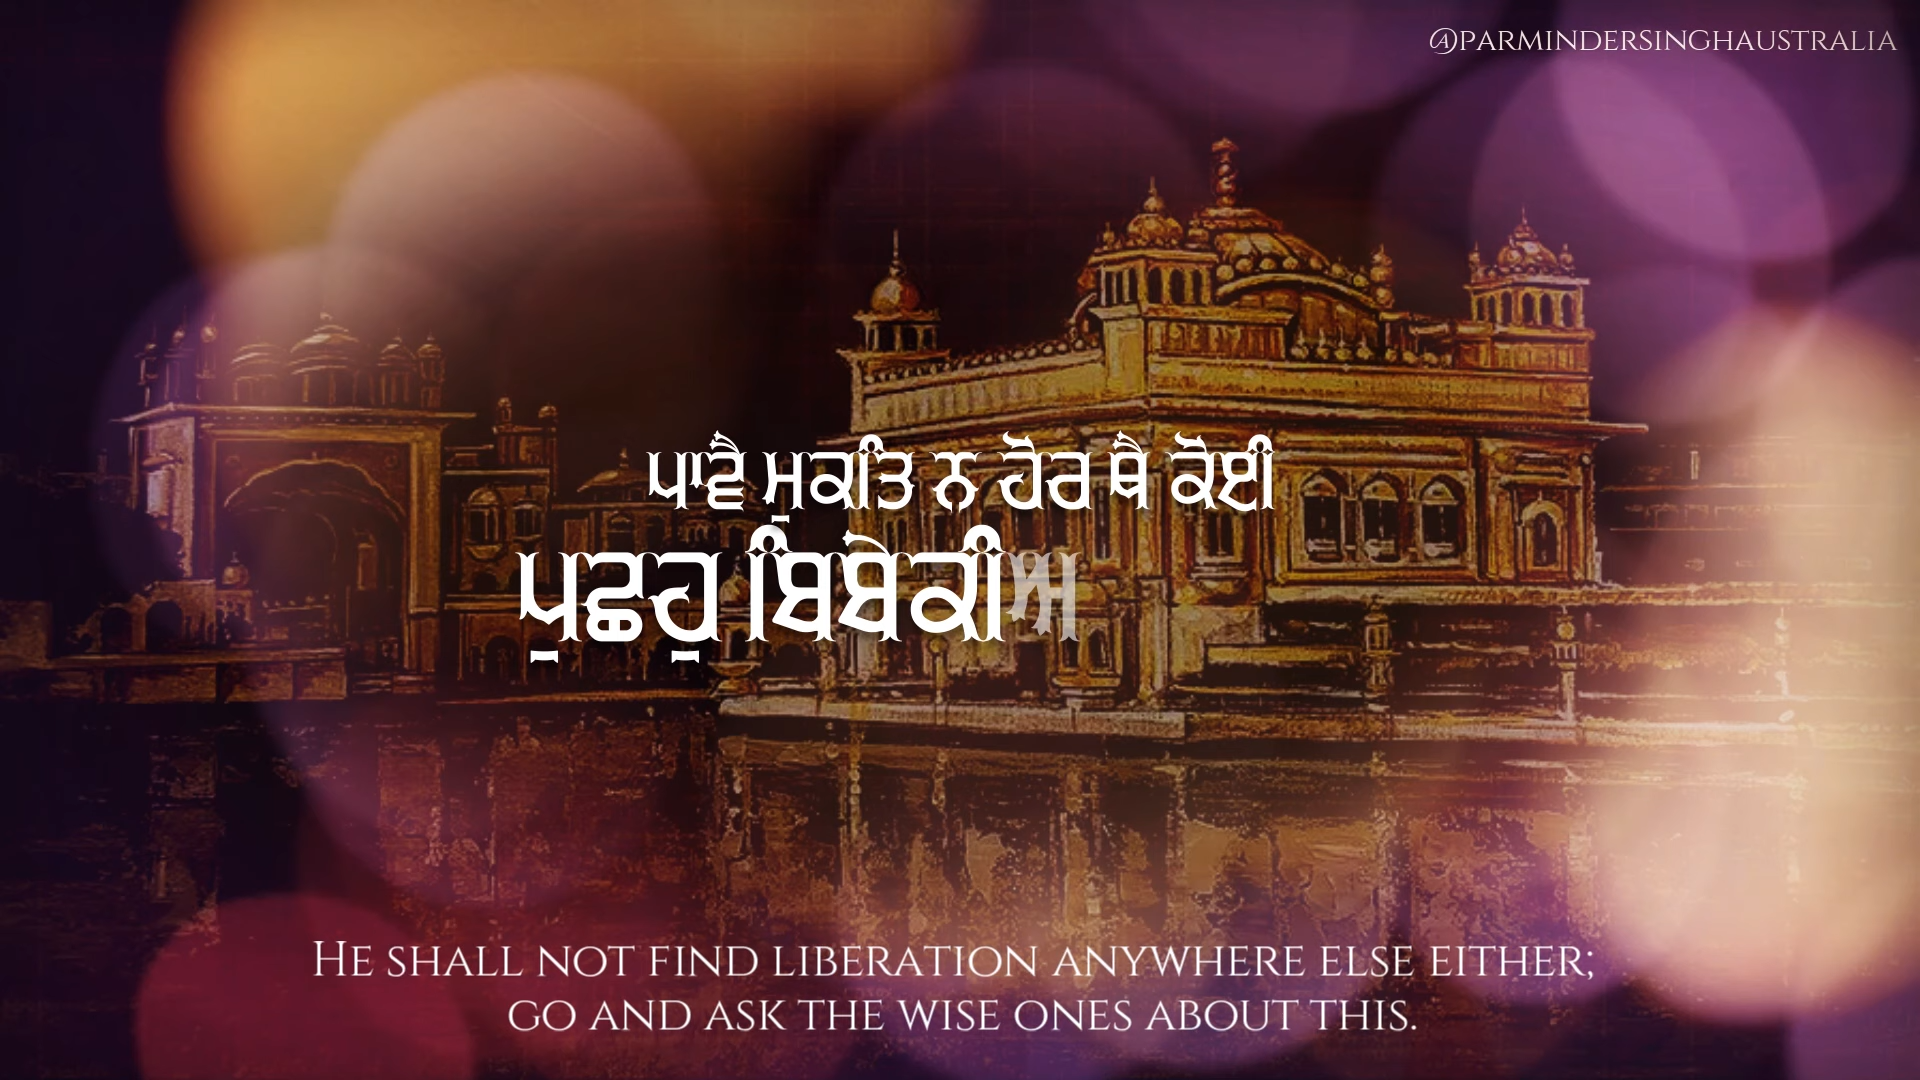 @PARMINDERSINGHAUSTRALIA
ਪਾਵੈ ਮੁਕਤਿ ਨ ਹੋਰ ਥੈ ਕੋਈ
ਪੁਛਹੁ ਬਿਬੇਕੀਅ
HE SHALL NOT FIND LIBERATION ANYWHERE ELSE EITHER;
GO AND ASK THE WISE ONES ABOUT THIS.